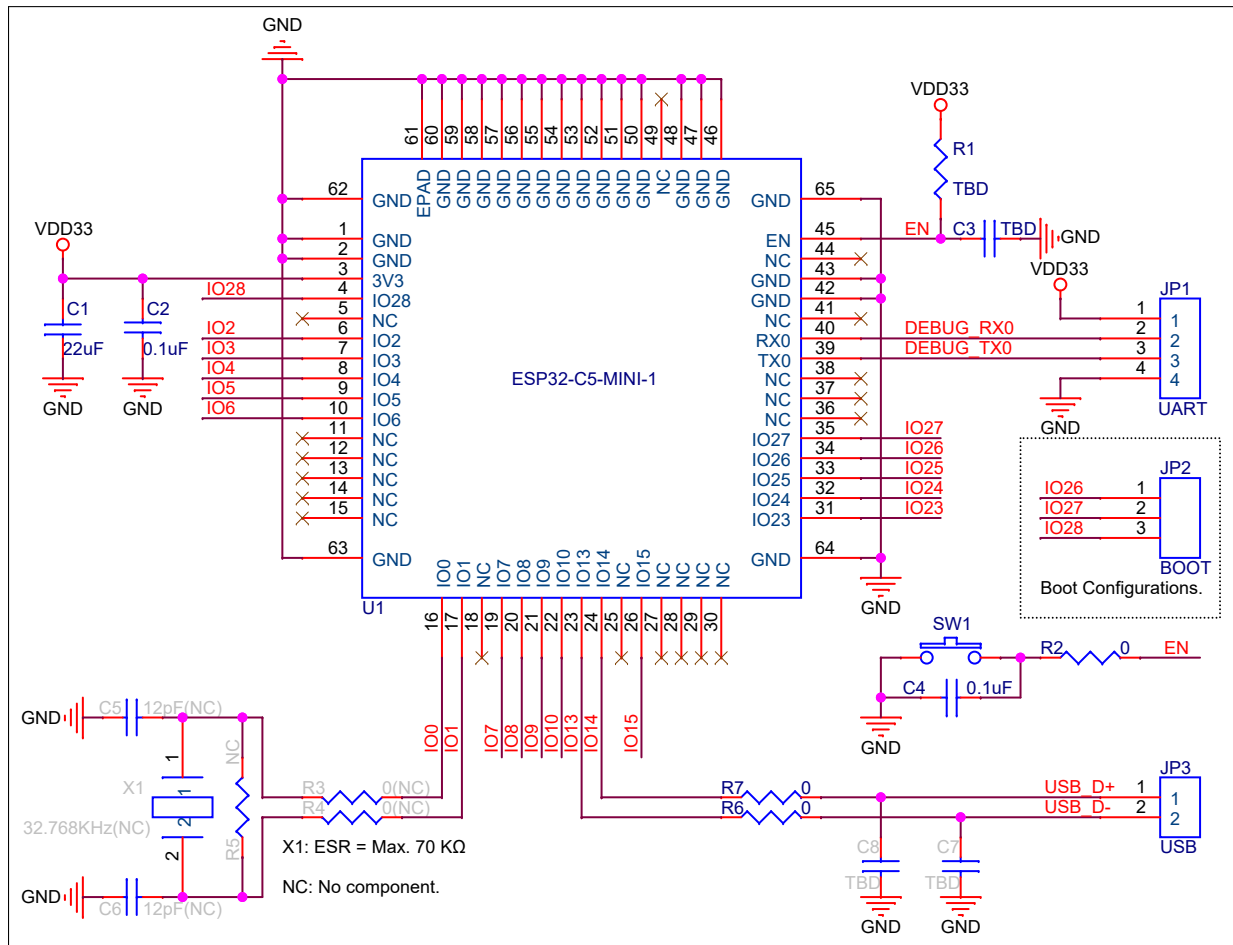 GND
61 60 59 58 57 56 55 54 53 52 51 50 49 48 47 46
EPAD GND GND GND GND GND GND GND GND GND GND GND NC GND GND GND
VDD33
R1
TBD
EN
C3
TBD
GND
62 GND
1 GND
2 GND
3 3V3
IO28 4 IO28
5 NC
IO2 6 IO2
IO3 7 IO3
IO4 8 IO4
IO5 9 IO5
IO6 10 IO6
11 NC
12 NC
13 NC
14 NC
15 NC
63 GND
VDD33
C1
22uF
GND
C2
0.1uF
GND
ESP32-C5-MINI-1
U1
GND 65
EN 45
NC 44
GND 43
GND 42
NC 41
RX0 40 DEBUG_RX0
TX0 39 DEBUG_TX0
NC 38
NC 37
NC 36
IO27 35 IO27
IO26 34 IO26
IO25 33 IO25
IO24 32 IO24
IO23 31 IO23
GND 64
GND
VDD33
JP1
1 1
2 2
3 3
4 4
UART
GND
JP2
IO26 1
IO27 2
IO28 3
BOOT
Boot Configurations.
IO0 IO1 NC IO7 IO8 IO9 IO10 IO13 IO14 NC IO15 NC NC NC NC
16 17 18 19 20 21 22 23 24 25 26 27 28 29 30
IO0 IO1 IO7 IO8 IO9 IO10 IO13 IO14 IO15
SW1
R2 0 EN
C4 0.1uF
GND
GND C5 12pF(NC)
NC
1
X1 1
32.768KHz(NC) 2
2
R5
R3 0(NC)
R4 0(NC)
GND C6 12pF(NC)
X1: ESR = Max. 70 KΩ
NC: No component.
R7 0 USB_D+ 1 1
R6 0 USB_D- 2 2
JP3
USB
C8
TBD
GND
C7
TBD
GND